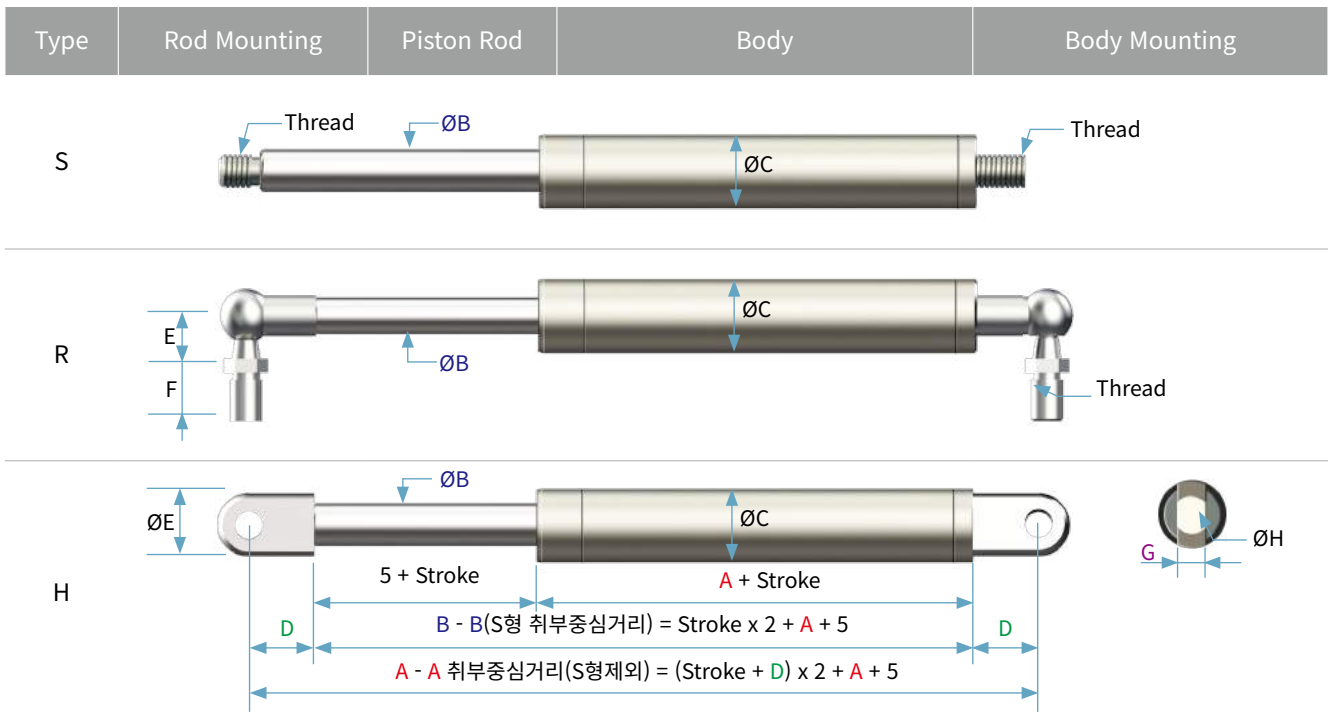 Type Rod Mounting Piston Rod Body Body Mounting
S
Thread
ØB
ØC
Thread
R
E
F
ØB
ØC
Thread
H
ØE
ØB
ØC
G
ØH
5 + Stroke
A + Stroke
D
B - B(S형 취부중심거리) = Stroke x 2 + A + 5
D
A - A 취부중심거리(S형제외) = (Stroke + D) x 2 + A + 5